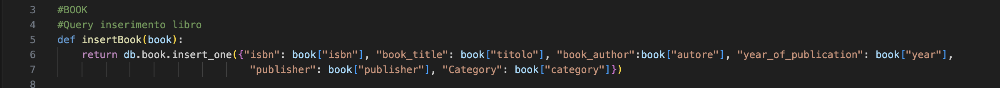 3 #BOOK
4 #Query inserimento libro
5 def insertBook(book):
6 return db.book.insert_one({"isbn": book["isbn"], "book_title": book["titolo"], "book_author":book["autore"], "year_of_publication": book["year"],
7 "publisher": book["publisher"], "Category": book["category"]})
8